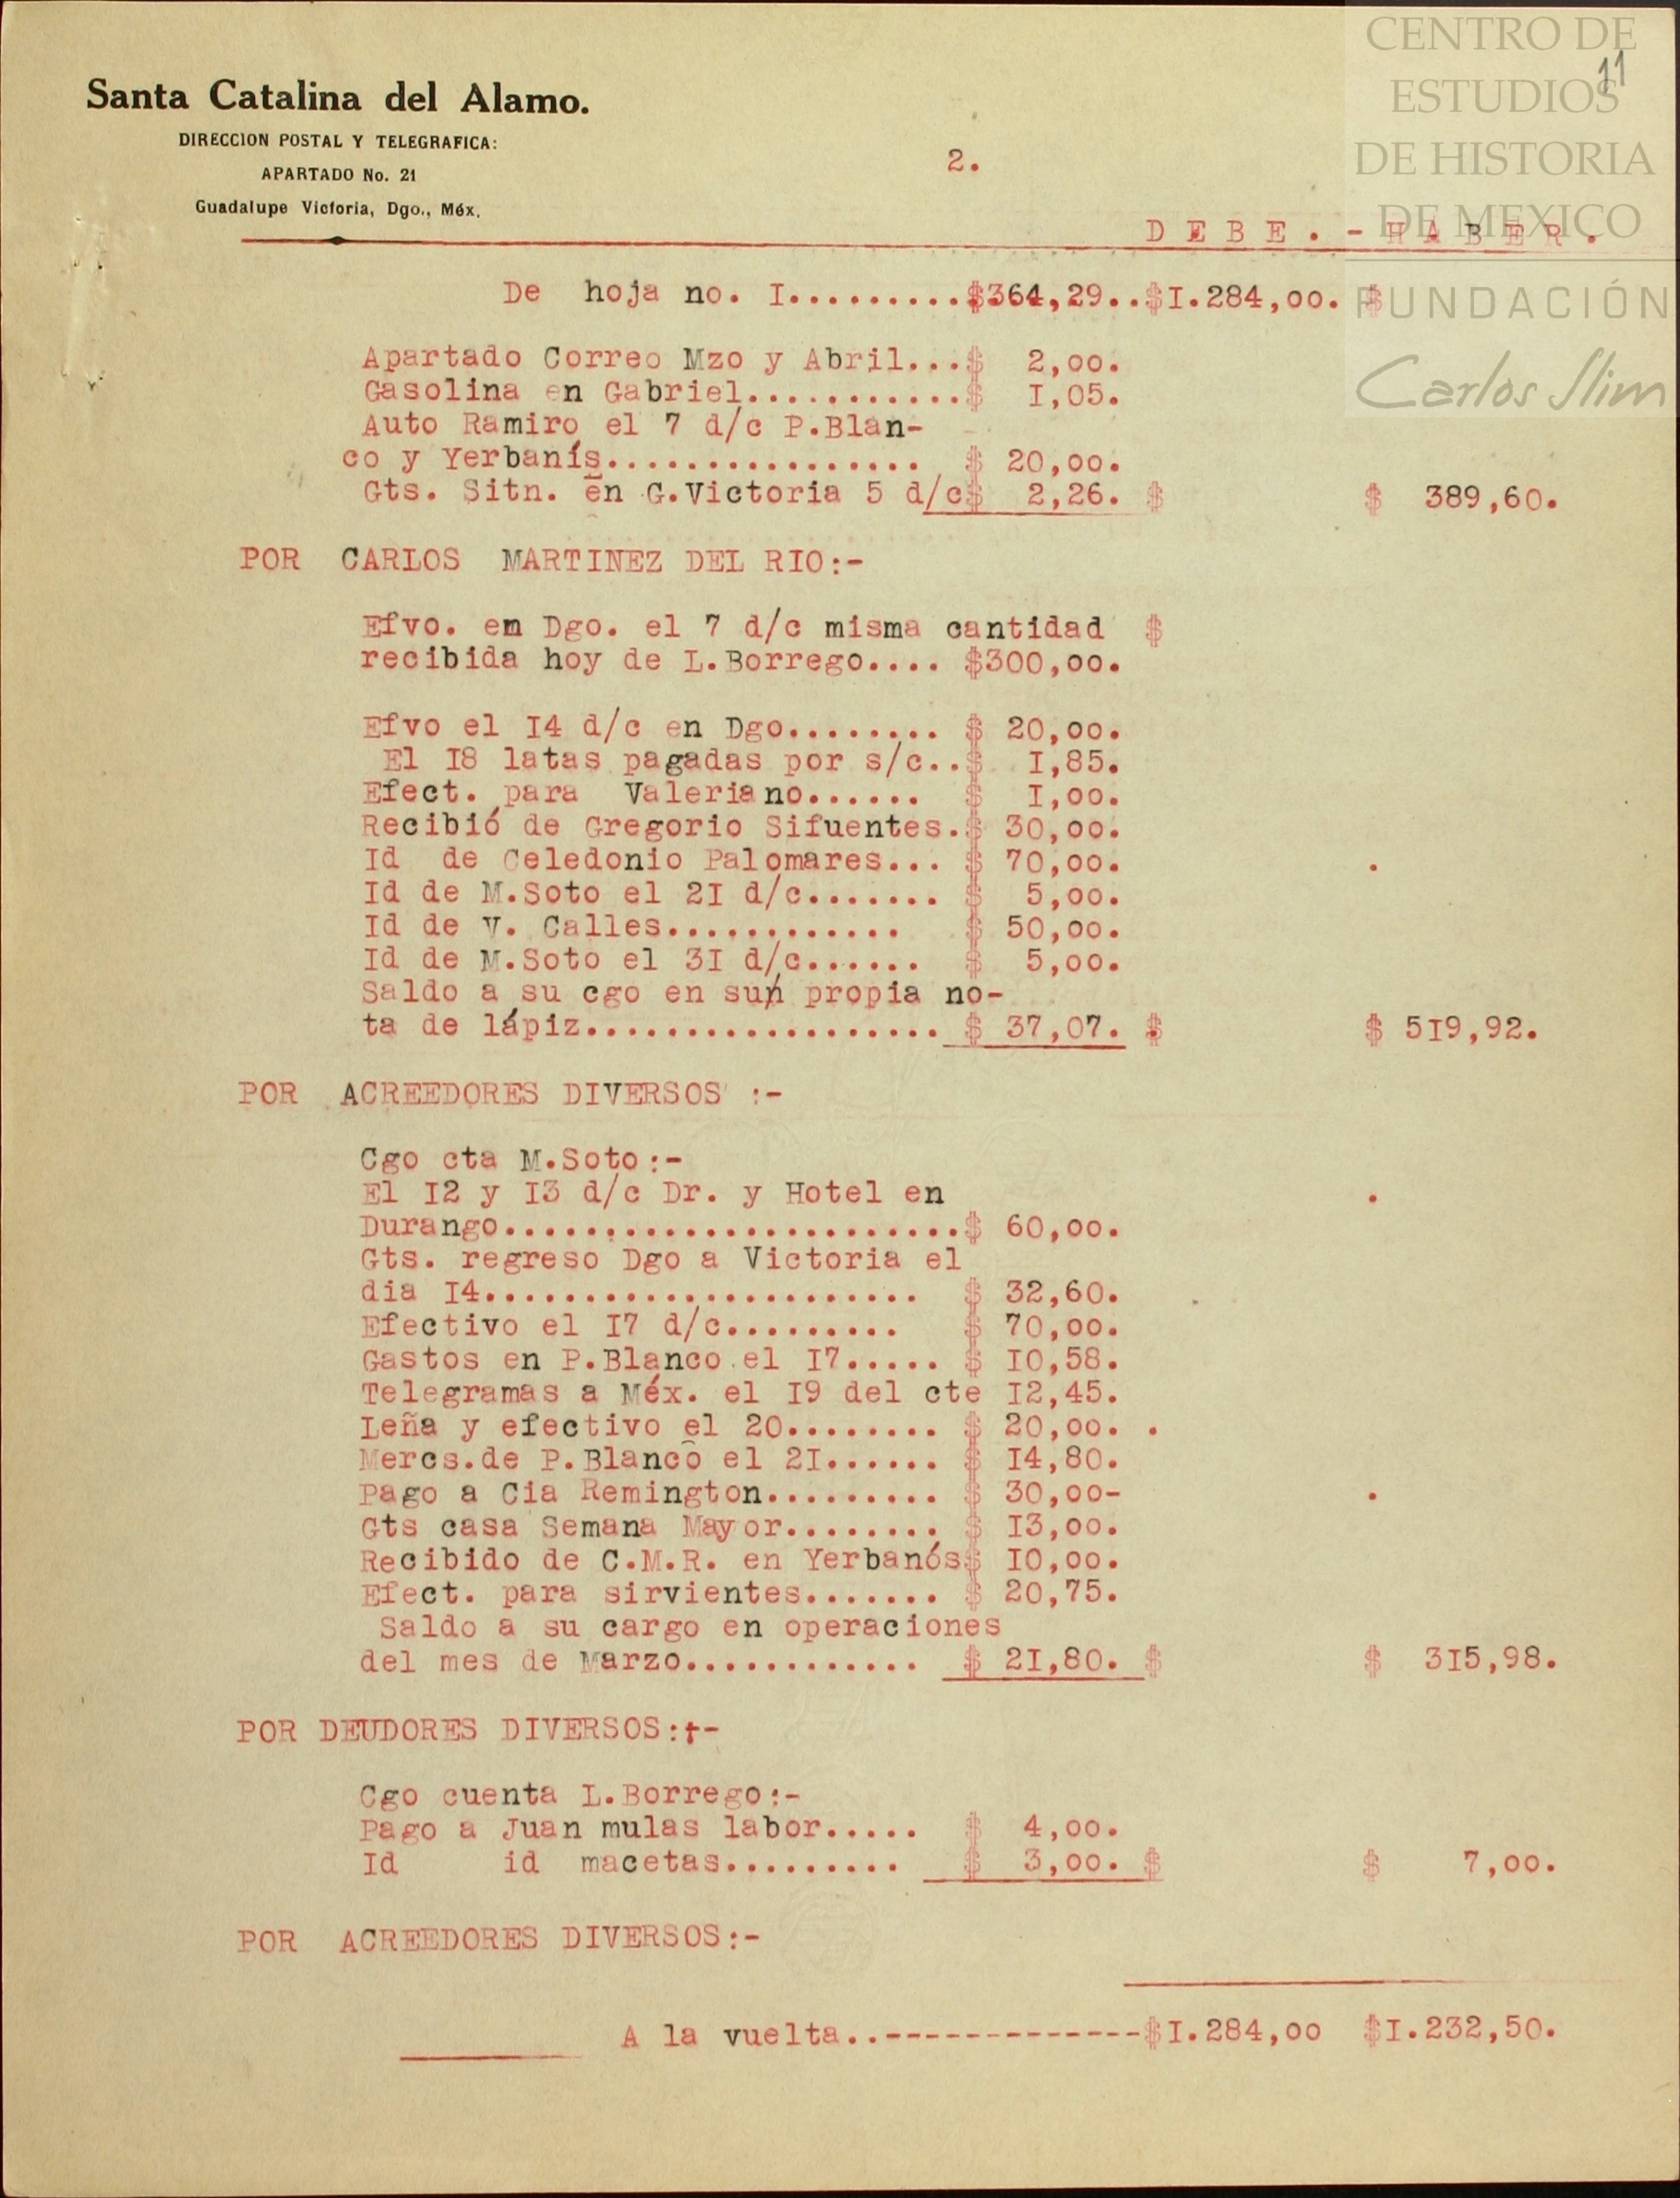 CENTRO DE
ESTUDIOS
DE HISTORIA
DE MEXICO
FUNDACIÓN
Carlos Slim
11
Santa Catalina del Alamo.
DIRECCION POSTAL Y TELEGRAFICA:
APARTADO No. 21
Guadalupe Victoria, Dgo., Méx.
2.
D E B E . - H A B E R .
De hoja no. I.........$364,29..$I.284,00. $
Apartado Correo Mzo y Abril...$ 2,00.
Gasolina en Gabriel...........$ I,05.
Auto Ramiro el 7 d/c P.Blan-
co y Yerbanís................ $ 20,00.
Gts. Sitn. en G.Victoria 5 d/c$ 2,26. $ $ 389,60.
POR CARLOS MARTINEZ DEL RIO:-
Efvo. em Dgo. el 7 d/c misma cantidad $
recibida hoy de L.Borrego.... $300,00.
Efvo el I4 d/c en Dgo........ $ 20,00.
El I8 latas pagadas por s/c..$ I,85.
Efect. para Valeriano...... $ I,00.
Recibió de Gregorio Sifuentes.$ 30,00.
Id de Celedonio Palomares... $ 70,00.
Id de M.Soto el 2I d/c....... $ 5,00.
Id de V. Calles............ $ 50,00.
Id de M.Soto el 3I d/c...... $ 5,00.
Saldo a su cgo en sun propia no-
ta de lápiz.................. $ 37,07. $ $ 5I9,92.
POR ACREEDORES DIVERSOS :-
Cgo cta M.Soto:-
El I2 y I3 d/c Dr. y Hotel en
Durango.......................$ 60,00.
Gts. regreso Dgo a Victoria el
dia I4...................... $ 32,60.
Efectivo el I7 d/c......... $ 70,00.
Gastos en P.Blanco el I7..... $ I0,58.
Telegramas a Méx. el I9 del cte I2,45.
Leña y efectivo el 20........ $ 20,00. .
Mercs.de P.Blanco el 2I...... $ I4,80.
Pago a Cia Remington......... $ 30,00-
Gts casa Semana Mayor........ $ I3,00.
Recibido de C.M.R. en Yerbanós$ I0,00.
Efect. para sirvientes....... $ 20,75.
Saldo a su cargo en operaciones
del mes de Marzo............ $ 2I,80. $ $ 3I5,98.
POR DEUDORES DIVERSOS:-
Cgo cuenta L.Borrego:-
Pago a Juan mulas labor..... $ 4,00.
Id id macetas......... $ 3,00. $ $ 7,00.
POR ACREEDORES DIVERSOS:-
A la vuelta..-------------$I.284,00 $I.232,50.